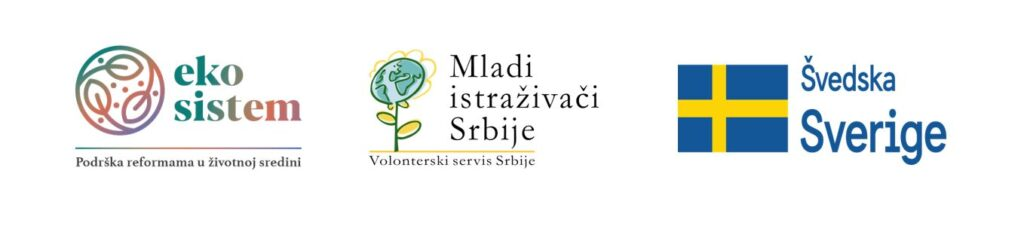 eko
sistem
Podrška reformama u životnoj sredini
Mladi
istraživači
Srbije
Volonterski servis Srbije
Švedska
Sverige